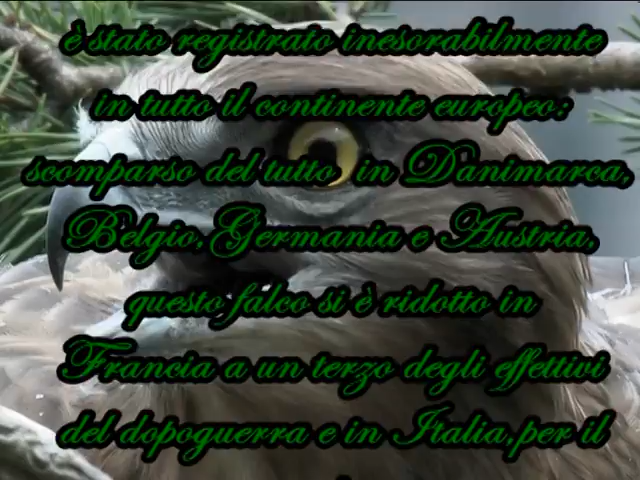 è stato registrato inesorabilmente
in tutto il continente europeo:
scomparso del tutto in Danimarca,
Belgio,Germania e Austria,
questo falco si è ridotto in
Francia a un terzo degli effettivi
del dopoguerra e in Italia,per il